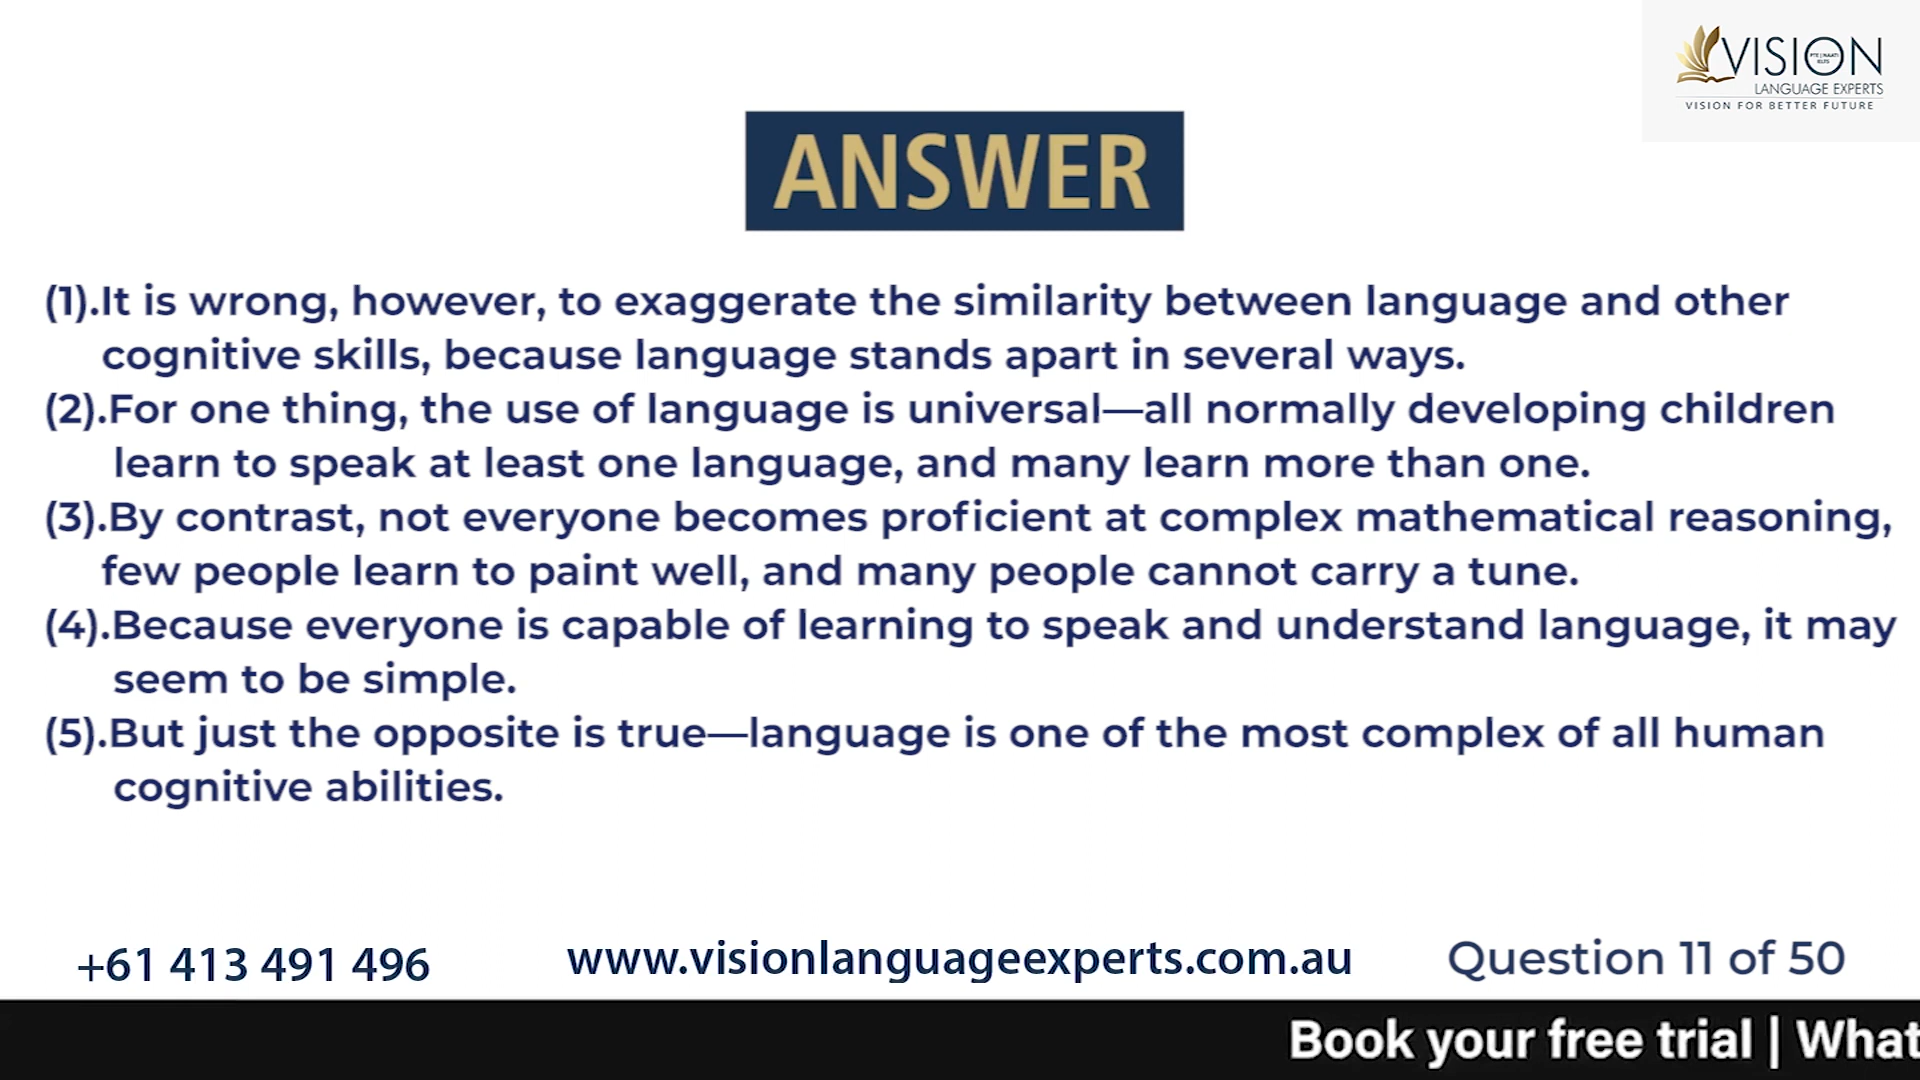 VISION
PTE | NAATI
IELTS
LANGUAGE EXPERTS
VISION FOR BETTER FUTURE
ANSWER
(1).It is wrong, however, to exaggerate the similarity between language and other
cognitive skills, because language stands apart in several ways.
(2).For one thing, the use of language is universal—all normally developing children
learn to speak at least one language, and many learn more than one.
(3).By contrast, not everyone becomes proficient at complex mathematical reasoning,
few people learn to paint well, and many people cannot carry a tune.
(4).Because everyone is capable of learning to speak and understand language, it may
seem to be simple.
(5).But just the opposite is true—language is one of the most complex of all human
cognitive abilities.
+61 413 491 496
www.visionlanguageexperts.com.au
Question 11 of 50
Book your free trial | What